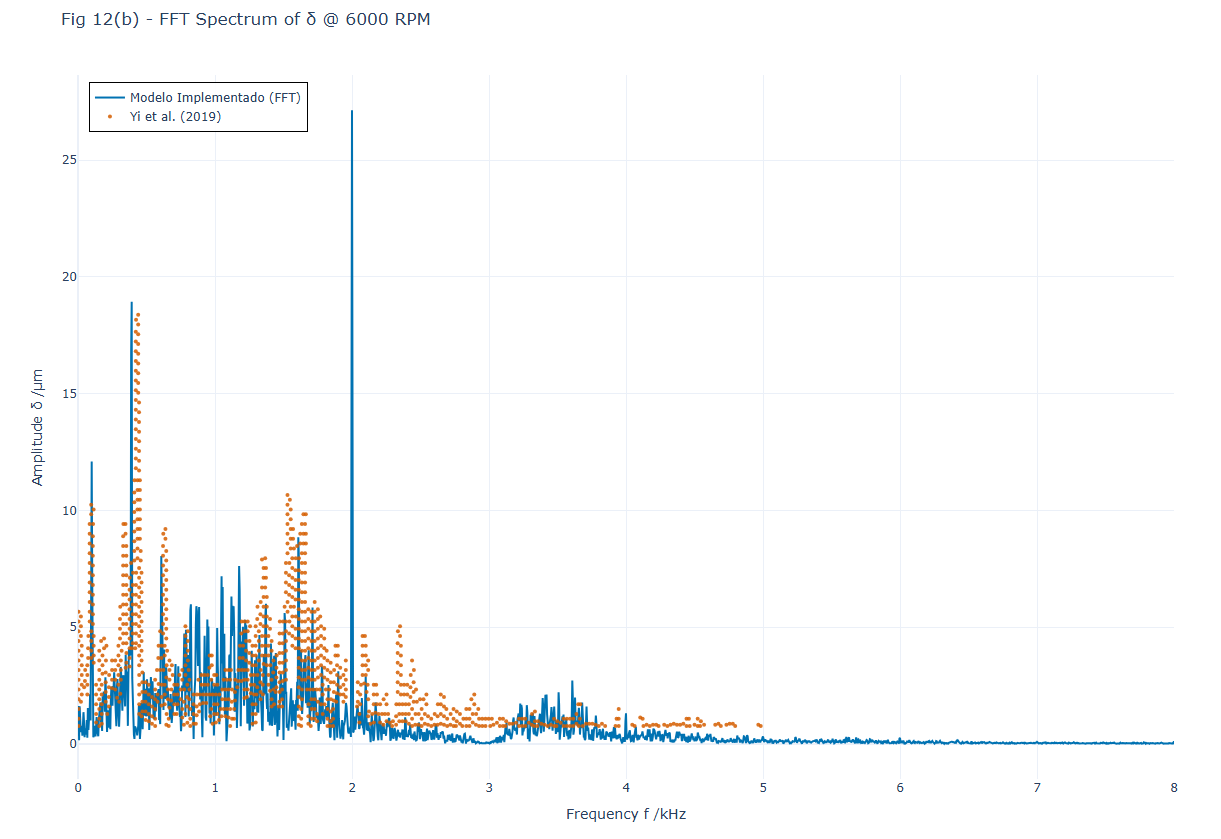 Fig 12(b) - FFT Spectrum of δ @ 6000 RPM
Modelo Implementado (FFT)
Yi et al. (2019)
Amplitude δ /μm
25
20
15
10
5
0
0 1 2 3 4 5 6 7 8
Frequency f /kHz